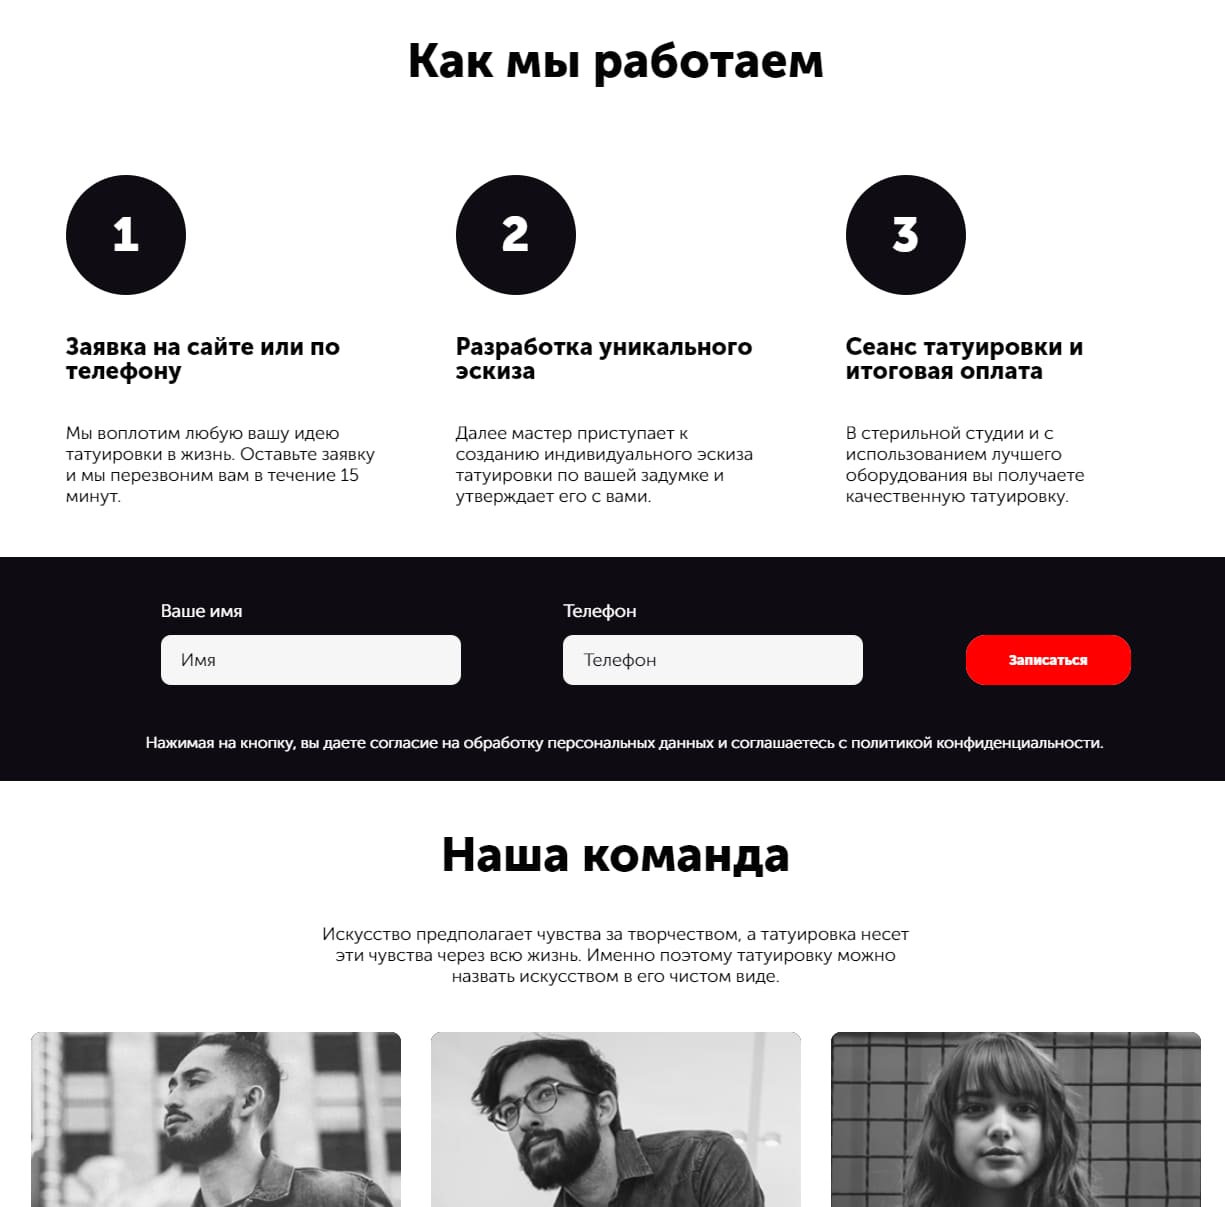 Как мы работаем
1
2
3
Заявка на сайте или по
телефону
Мы воплотим любую вашу идею
татуировки в жизнь. Оставьте заявку
и мы перезвоним вам в течение 15
минут.
Разработка уникального
эскиза
Далее мастер приступает к
созданию индивидуального эскиза
татуировки по вашей задумке и
утверждает его с вами.
Сеанс татуировки и
итоговая оплата
В стерильной студии и с
использованием лучшего
оборудования вы получаете
качественную татуировку.
Ваше имя
Имя
Телефон
Телефон
Записаться
Нажимая на кнопку, вы даете согласие на обработку персональных данных и соглашаетесь с политикой конфиденциальности.
Наша команда
Искусство предполагает чувства за творчеством, а татуировка несет
эти чувства через всю жизнь. Именно поэтому татуировку можно
назвать искусством в его чистом виде.